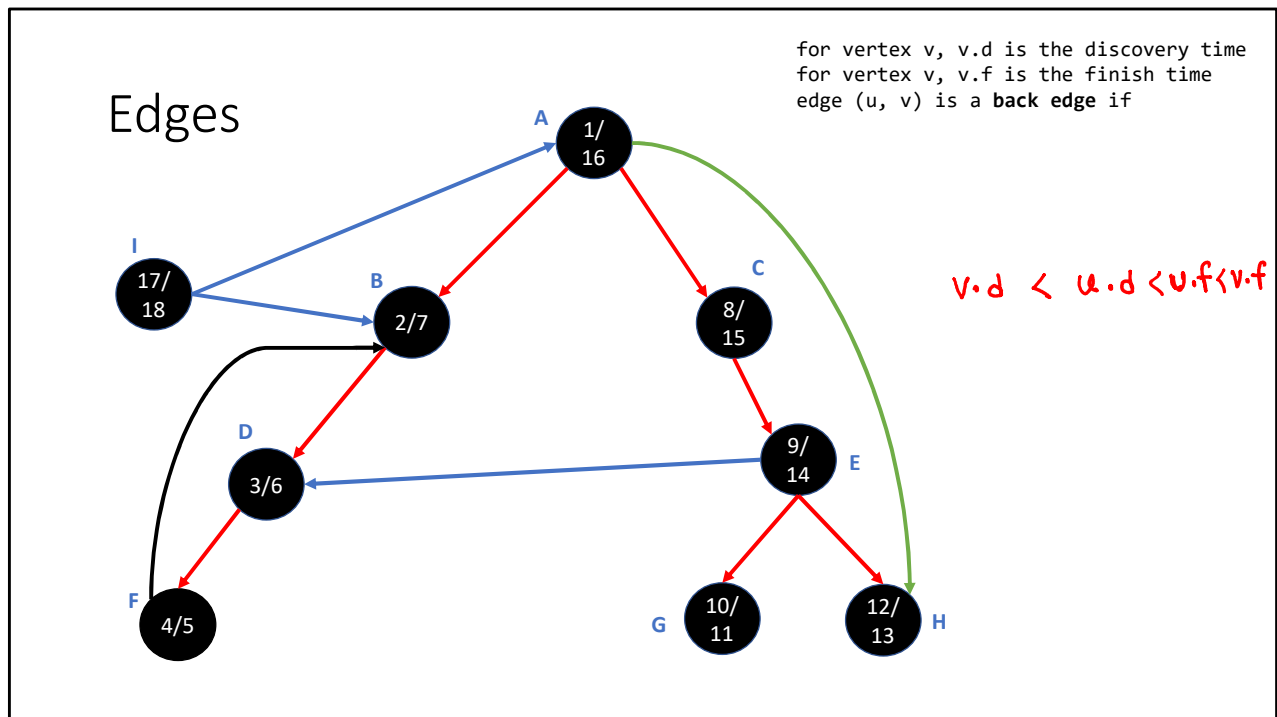 for vertex v, v.d is the discovery time
for vertex v, v.f is the finish time
edge (u, v) is a back edge if
Edges
A
1/
16
I
17/
18
B
2/7
C
8/
15
v.d < u.d < u.f < v.f
D
3/6
9/
14
E
F
4/5
G
10/
11
12/
13
H